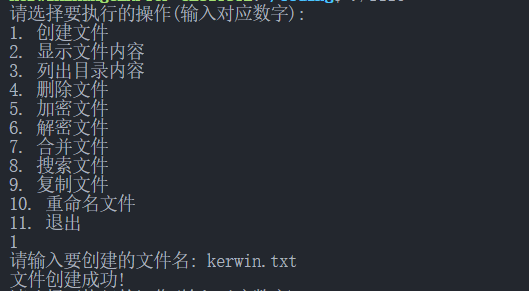 请选择要执行的操作(输入对应数字):
1. 创建文件
2. 显示文件内容
3. 列出目录内容
4. 删除文件
5. 加密文件
6. 解密文件
7. 合并文件
8. 搜索文件
9. 复制文件
10. 重命名文件
11. 退出
1
请输入要创建的文件名: kerwin.txt
文件创建成功!